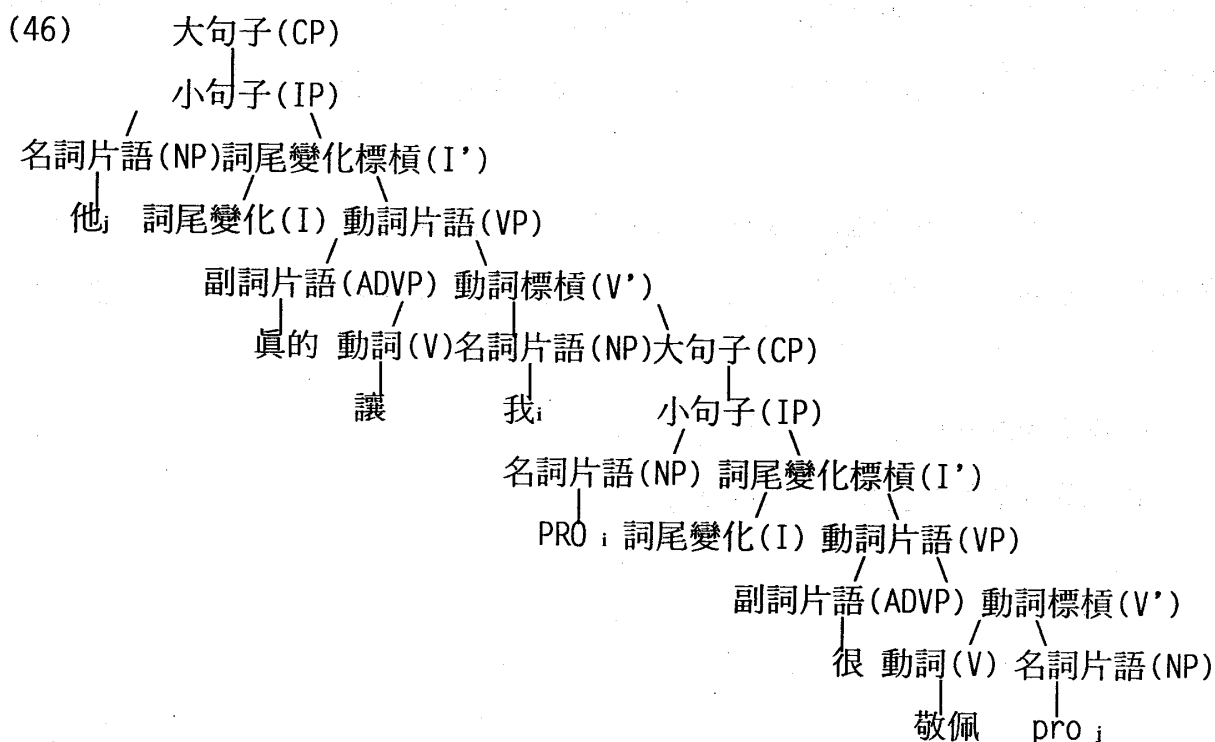 (46) 大句子(CP)
小句子(IP)
名詞片語(NP)詞尾變化標槓(I’)
他j 詞尾變化(I) 動詞片語(VP)
副詞片語(ADVP) 動詞標槓(V’)
眞的 動詞(V)名詞片語(NP)大句子(CP)
讓 我i 小句子(IP)
名詞片語(NP) 詞尾變化標槓(I’)
PRO i 詞尾變化(I) 動詞片語(VP)
副詞片語(ADVP) 動詞標槓(V’)
很 動詞(V) 名詞片語(NP)
敬佩 pro j